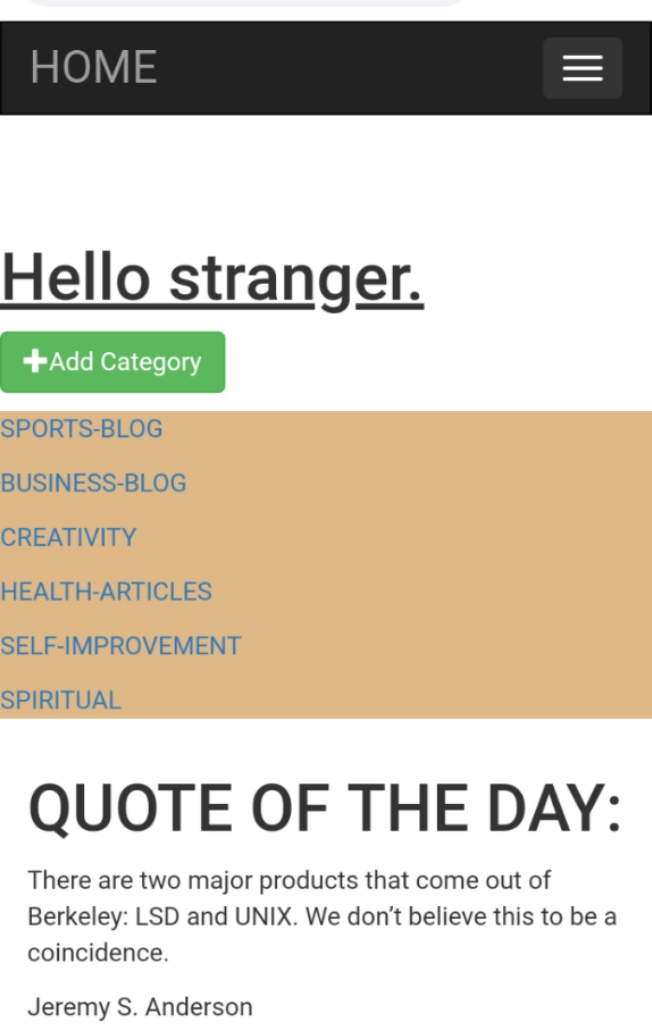 HOME
Hello stranger.
Add Category
SPORTS-BLOG
BUSINESS-BLOG
CREATIVITY
HEALTH-ARTICLES
SELF-IMPROVEMENT
SPIRITUAL
QUOTE OF THE DAY:
There are two major products that come out of
Berkeley: LSD and UNIX. We don’t believe this to be a
coincidence.
Jeremy S. Anderson